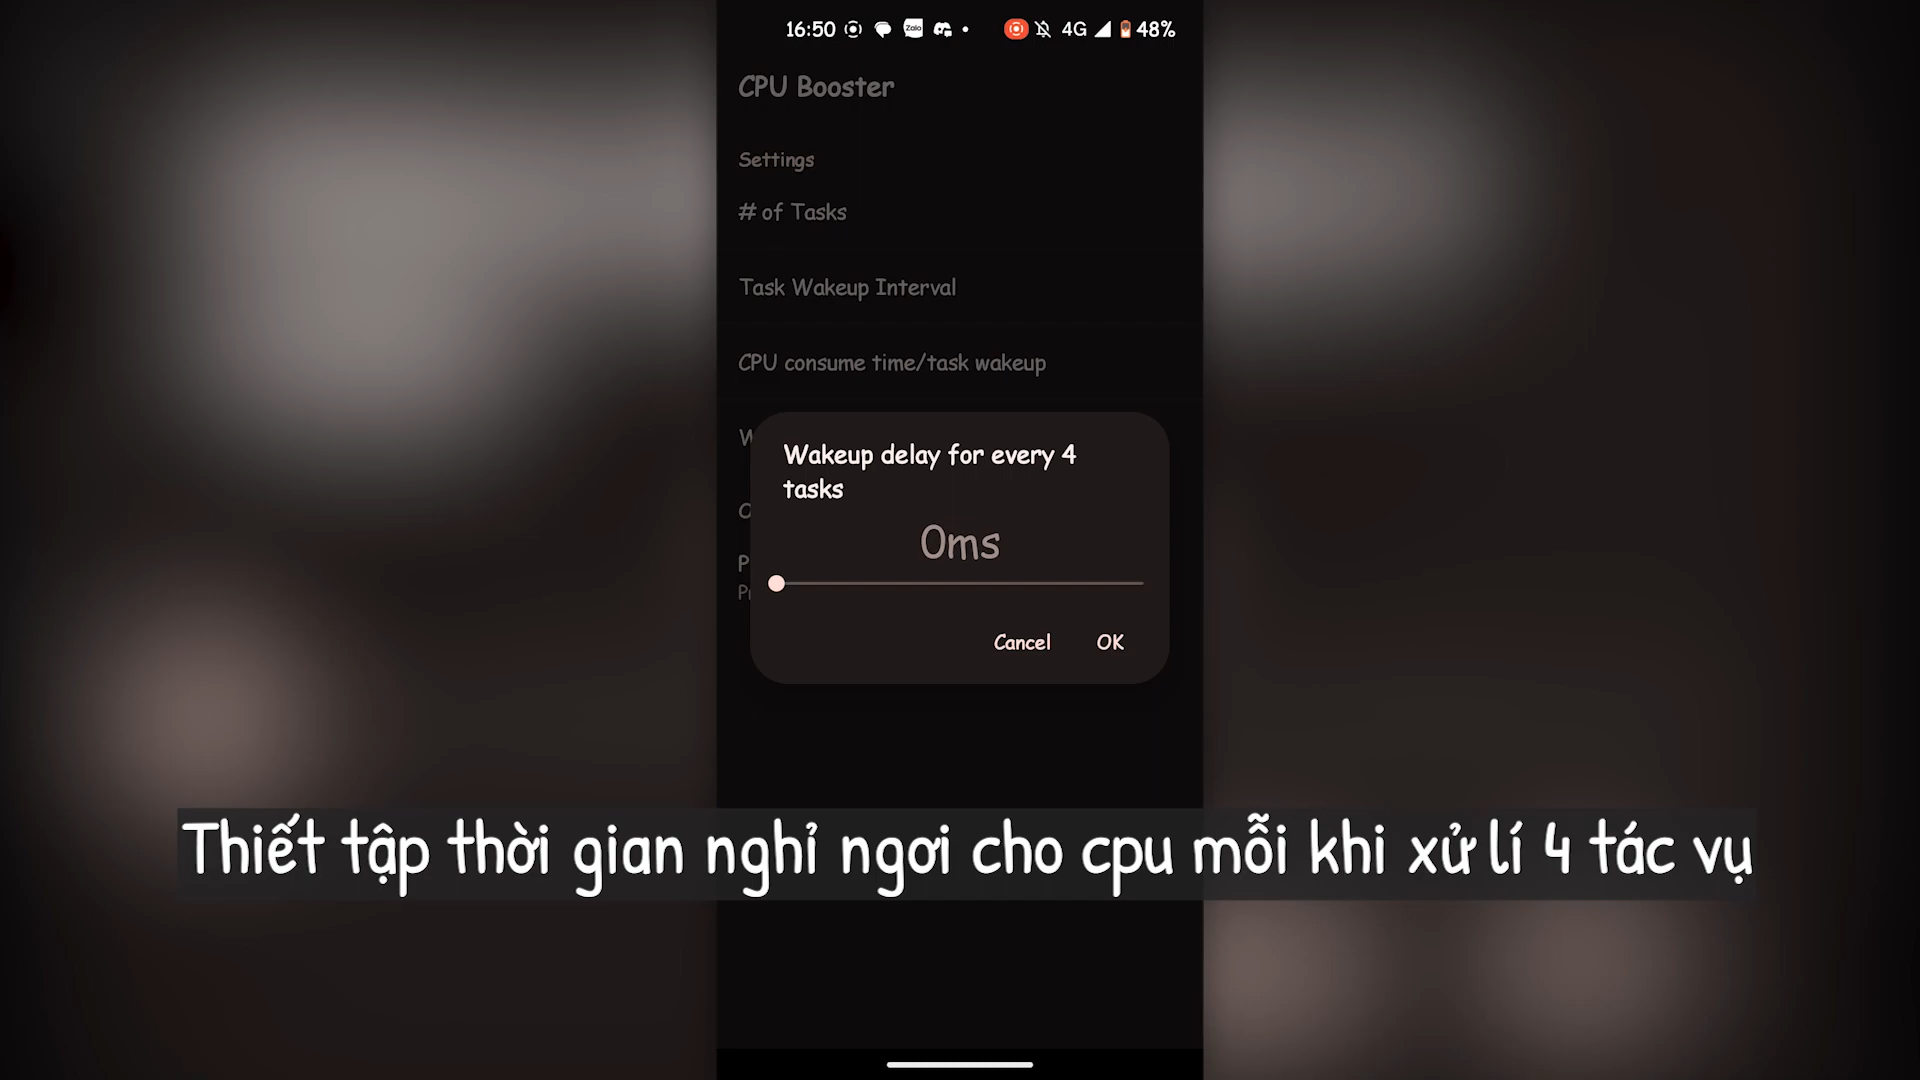 16:50 Zalo 4G 48%
CPU Booster
Settings
# of Tasks
Task Wakeup Interval
CPU consume time/task wakeup
Wakeup delay for every 4
tasks
0ms
Cancel OK
Thiết tập thời gian nghỉ ngơi cho cpu mỗi khi xử lí 4 tác vụ